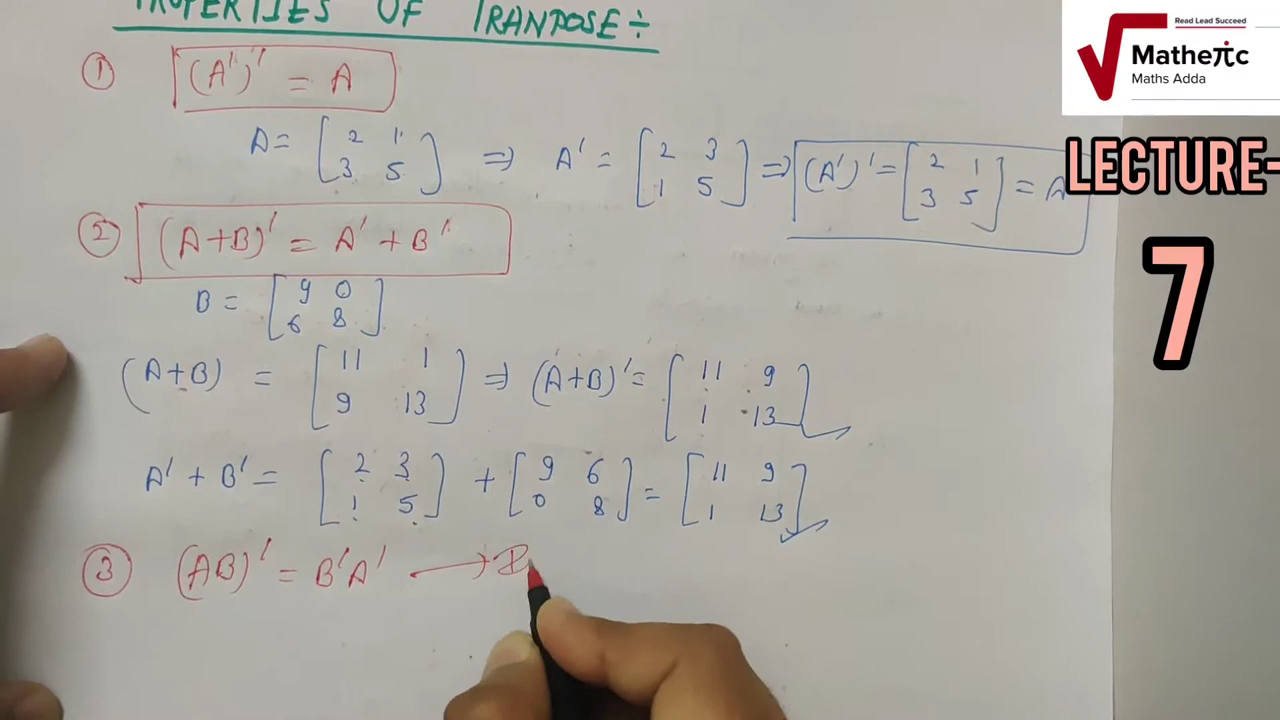 PROPERTIES OF TRANPOSE÷
Read Lead Succeed
Matheπc
Maths Adda
LECTURE-
7
① (A')' = A
A = [2 1; 3 5] ⇒ A' = [2 3; 1 5] ⇒ (A')' = [2 1; 3 5] = A
② (A+B)' = A' + B'
B = [9 0; 6 8]
(A+B) = [11 1; 9 13] ⇒ (A+B)' = [11 9; 1 13]
A' + B' = [2 3; 1 5] + [9 6; 0 8] = [11 9; 1 13]
③ (AB)' = B'A' →